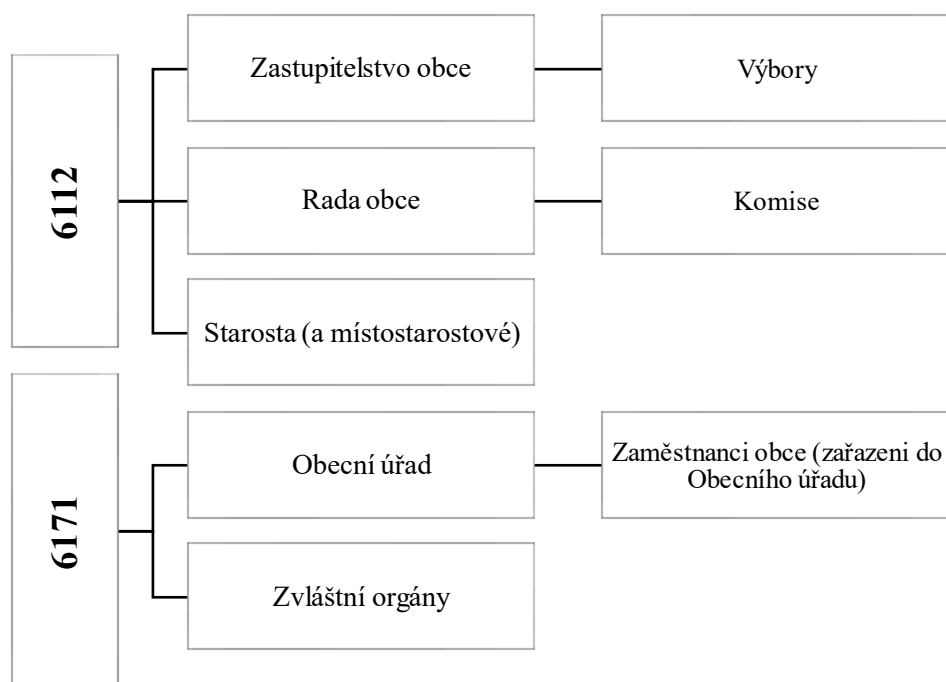 6112
Zastupitelstvo obce
Výbory
Rada obce
Komise
Starosta (a místostarostové)
6171
Obecní úřad
Zaměstnanci obce (zařazeni do
Obecního úřadu)
Zvláštní orgány